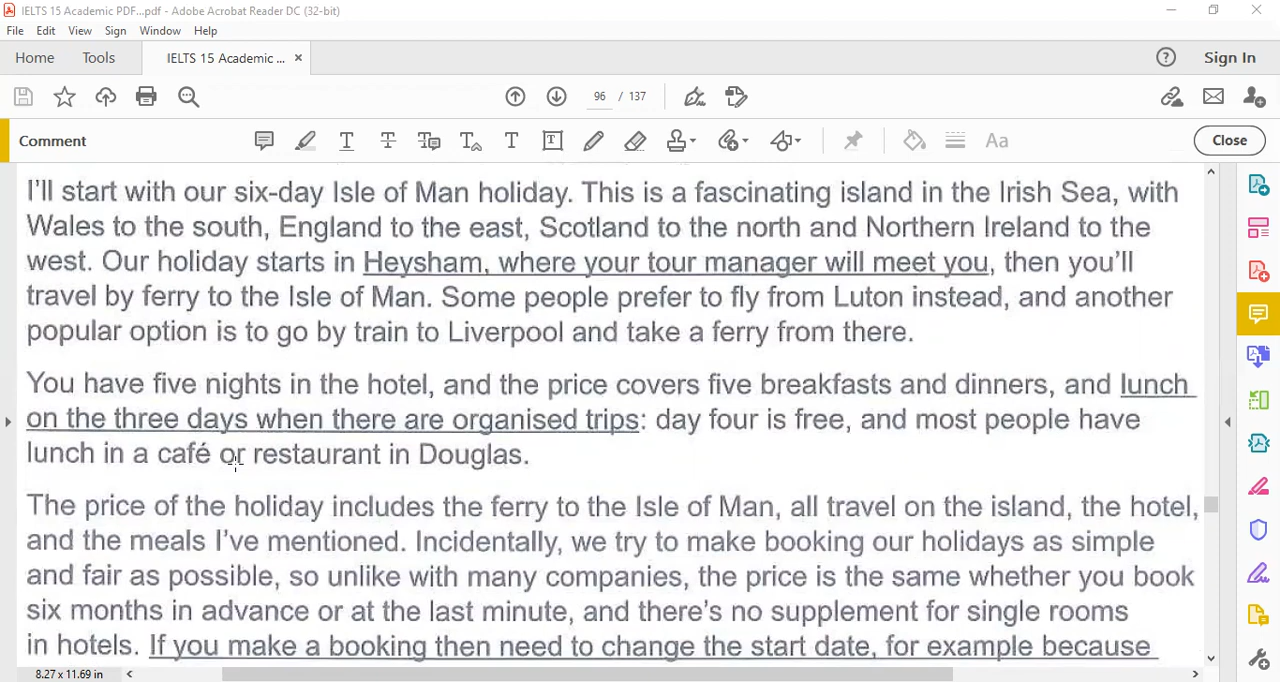 IELTS 15 Academic PDF...pdf - Adobe Acrobat Reader DC (32-bit)
File Edit View Sign Window Help
Home Tools IELTS 15 Academic ... × ? Sign In
96 / 137
Comment T T T T T Aa Close
I'll start with our six-day Isle of Man holiday. This is a fascinating island in the Irish Sea, with
Wales to the south, England to the east, Scotland to the north and Northern Ireland to the
west. Our holiday starts in Heysham, where your tour manager will meet you, then you'll
travel by ferry to the Isle of Man. Some people prefer to fly from Luton instead, and another
popular option is to go by train to Liverpool and take a ferry from there.
You have five nights in the hotel, and the price covers five breakfasts and dinners, and lunch
on the three days when there are organised trips: day four is free, and most people have
lunch in a café or restaurant in Douglas.
The price of the holiday includes the ferry to the Isle of Man, all travel on the island, the hotel,
and the meals I've mentioned. Incidentally, we try to make booking our holidays as simple
and fair as possible, so unlike with many companies, the price is the same whether you book
six months in advance or at the last minute, and there's no supplement for single rooms
in hotels. If you make a booking then need to change the start date, for example because
8.27 x 11.69 in